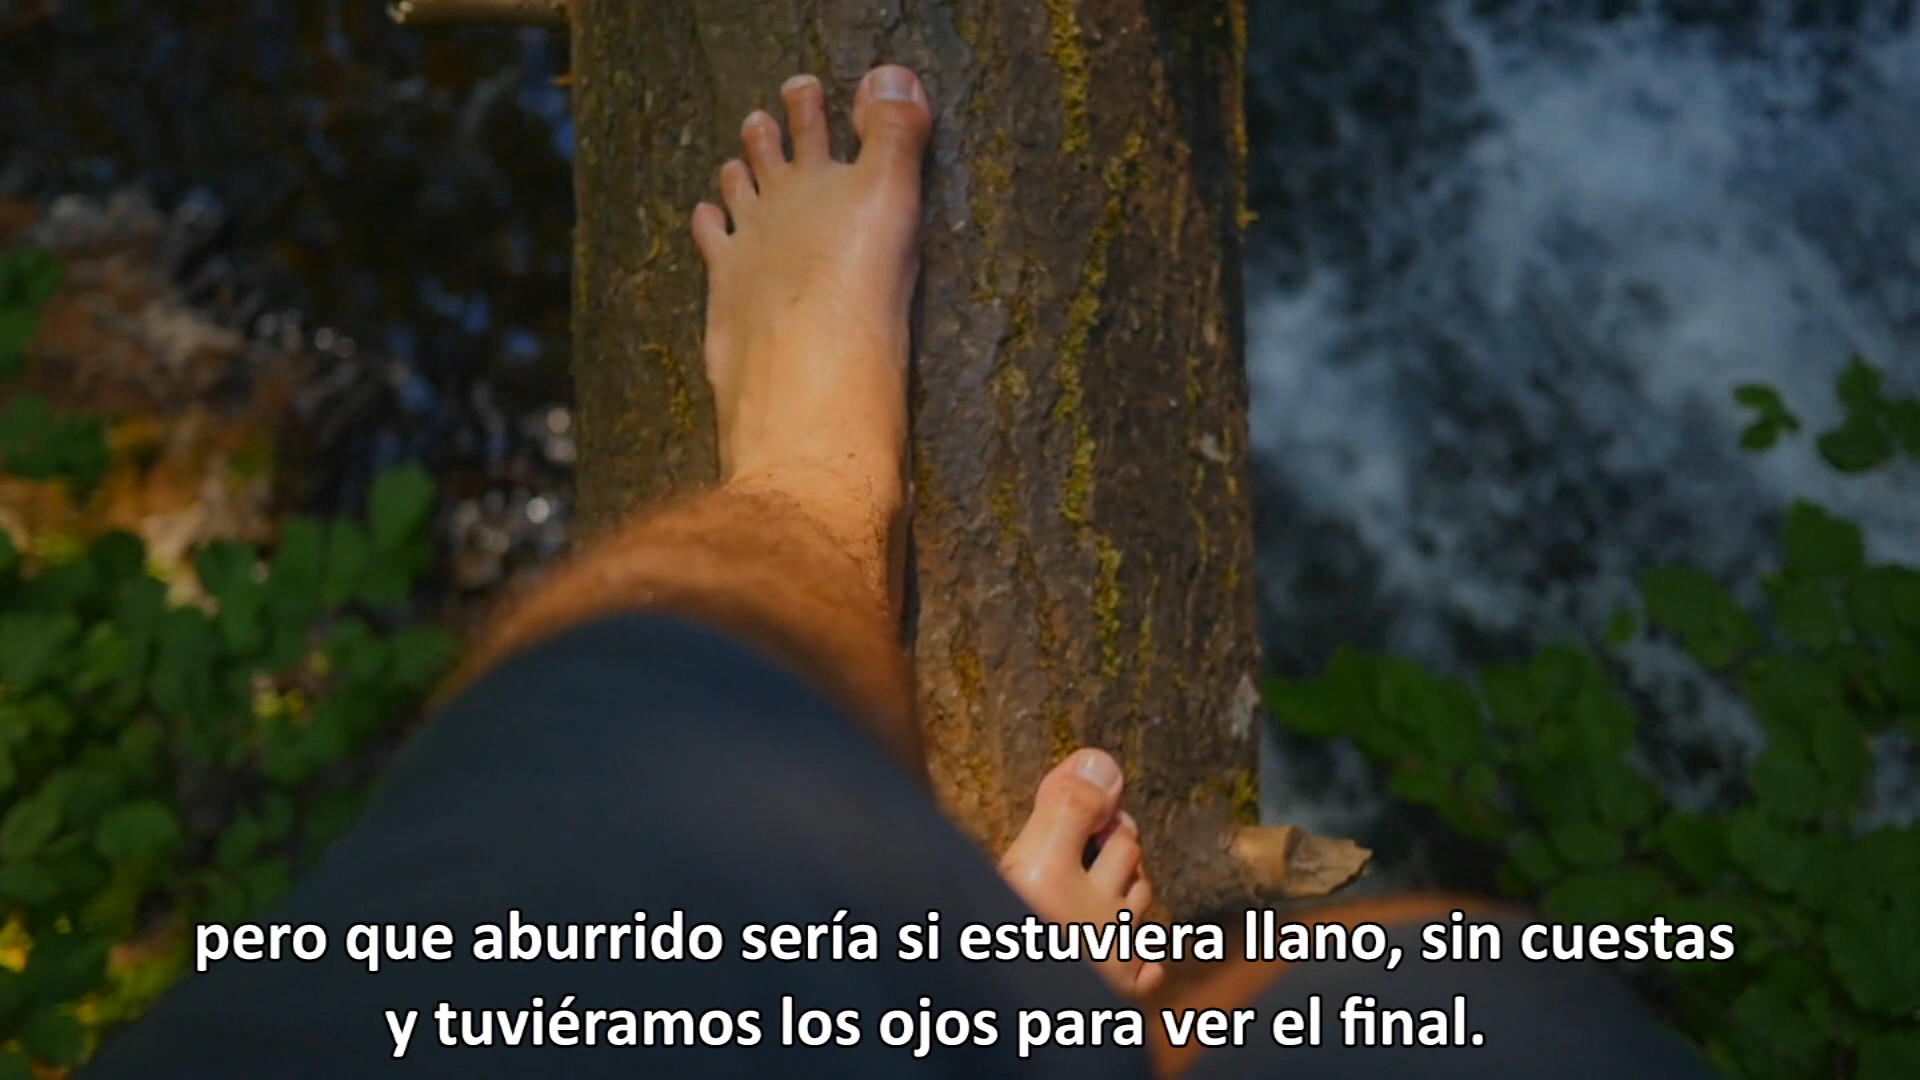 pero que aburrido sería si estuviera llano, sin cuestas
y tuviéramos los ojos para ver el final.